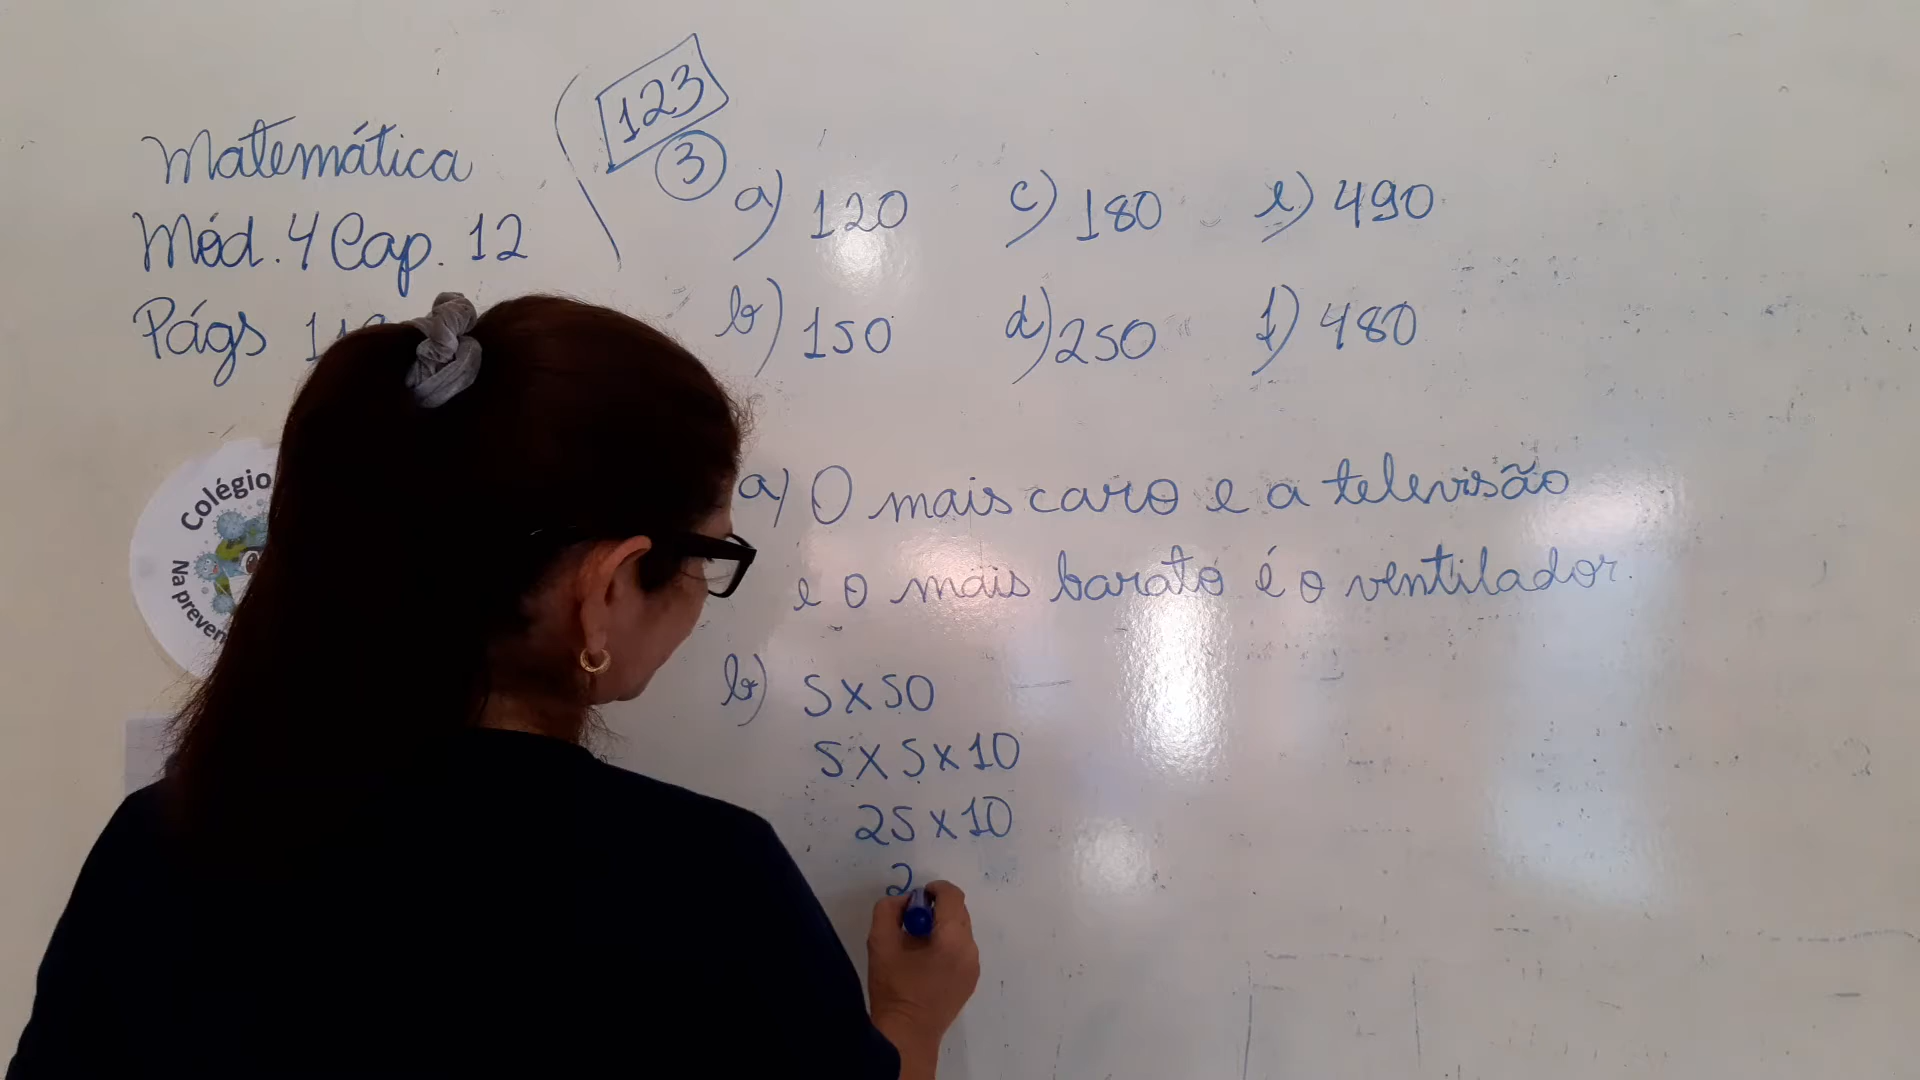 Matemática
Mód. 4 Cap. 12
Págs
123
3
a) 120 c) 180 e) 490
b) 150 d) 250 f) 480
a) O mais caro e a televisão
e o mais barato é o ventilador.
b) 5 x 50
5 x 5 x 10
25 x 10
2
Colégio
Na preven